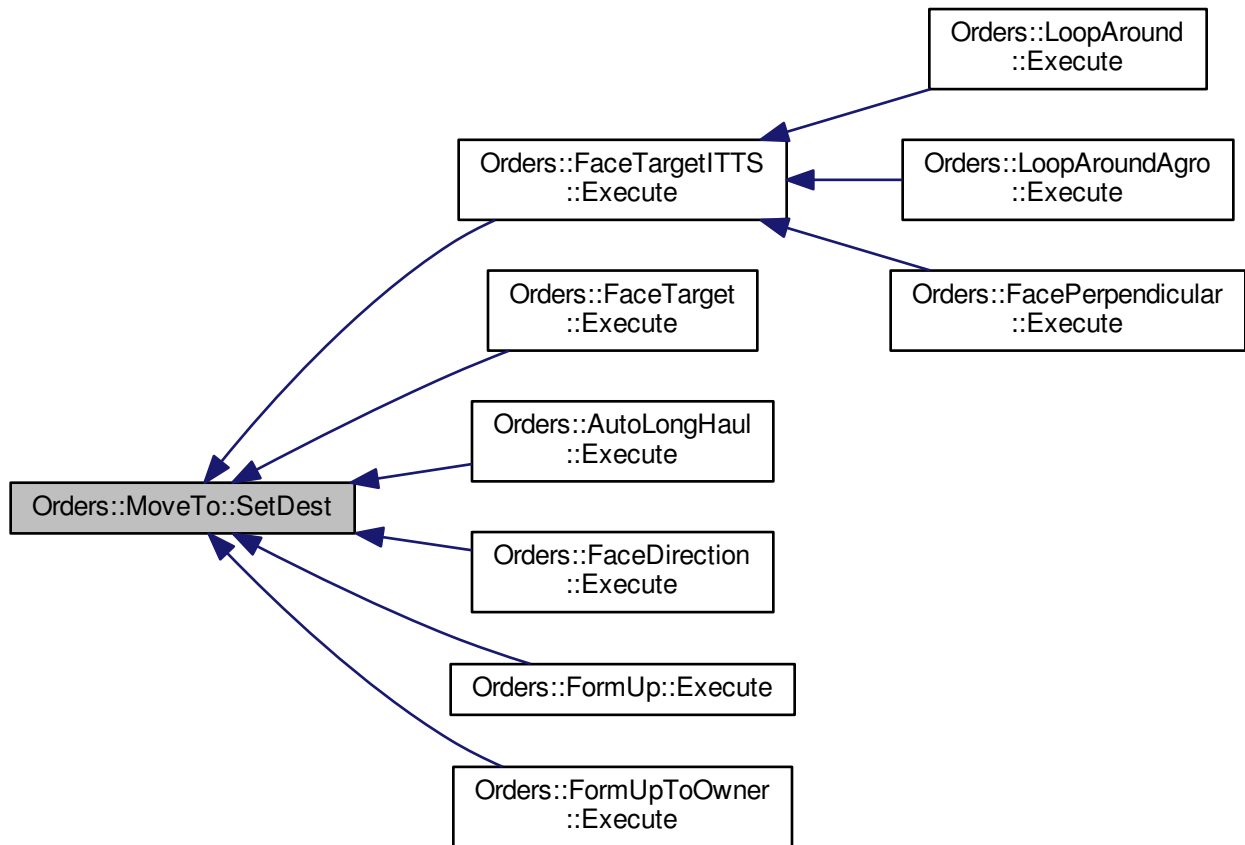 Orders::LoopAround
::Execute
Orders::FaceTargetITTS
::Execute
Orders::LoopAroundAgro
::Execute
Orders::FaceTarget
::Execute
Orders::FacePerpendicular
::Execute
Orders::AutoLongHaul
::Execute
Orders::MoveTo::SetDest
Orders::FaceDirection
::Execute
Orders::FormUp::Execute
Orders::FormUpToOwner
::Execute